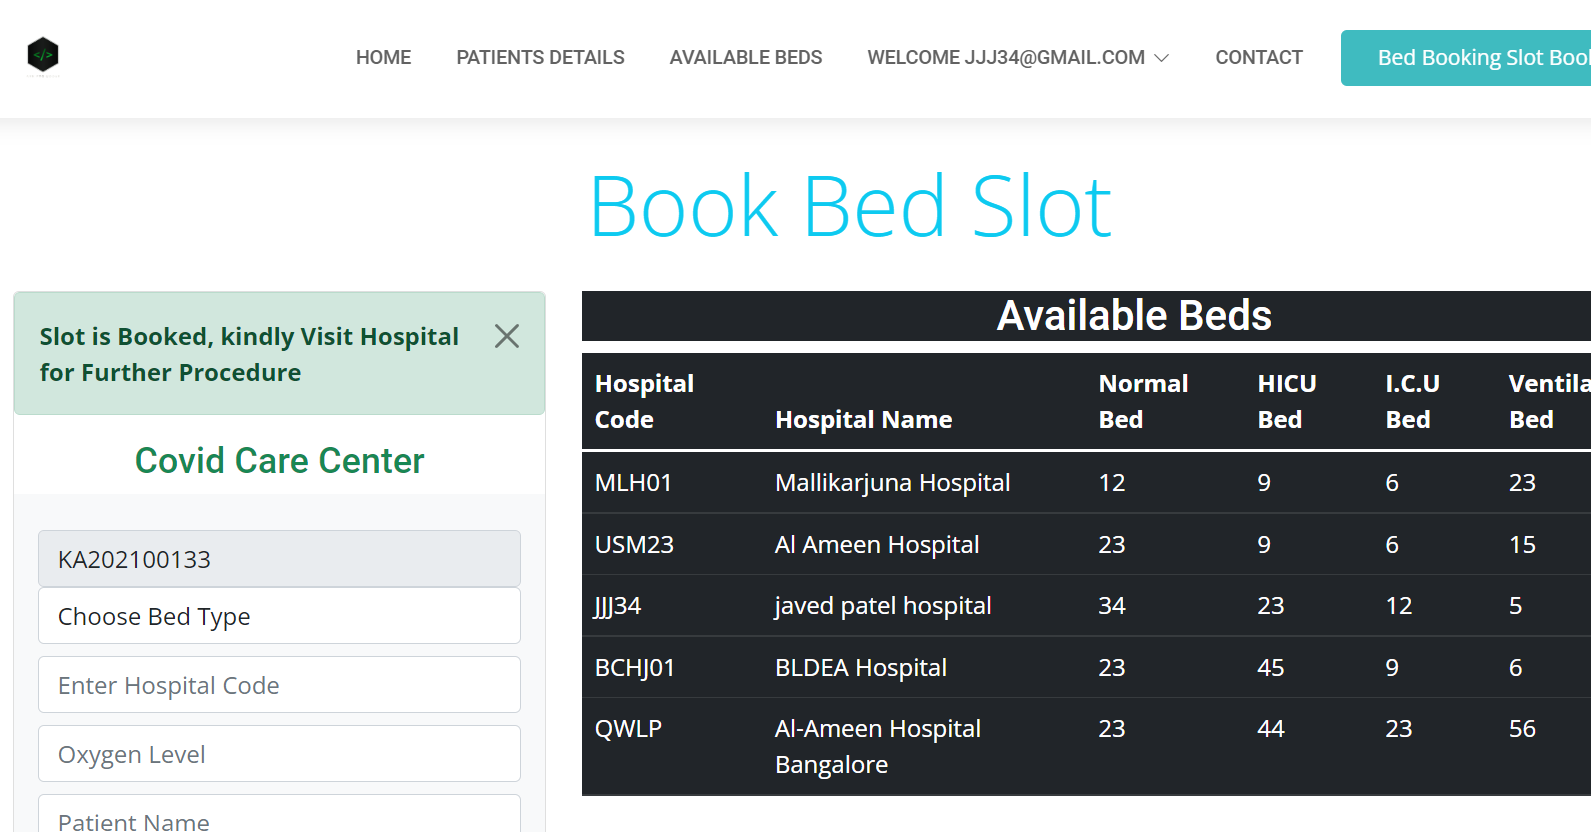 </>
HOME PATIENTS DETAILS AVAILABLE BEDS WELCOME JJJ34@GMAIL.COM CONTACT Bed Booking Slot
Book Bed Slot
Slot is Booked, kindly Visit Hospital
for Further Procedure
Covid Care Center
KA202100133
Choose Bed Type
Enter Hospital Code
Oxygen Level
Patient Name
Available Beds
Hospital Code Hospital Name Normal Bed HICU Bed I.C.U Bed Ventila Bed
MLH01 Mallikarjuna Hospital 12 9 6 23
USM23 Al Ameen Hospital 23 9 6 15
JJJ34 javed patel hospital 34 23 12 5
BCHJ01 BLDEA Hospital 23 45 9 6
QWLP Al-Ameen Hospital 23 44 23 56
Bangalore